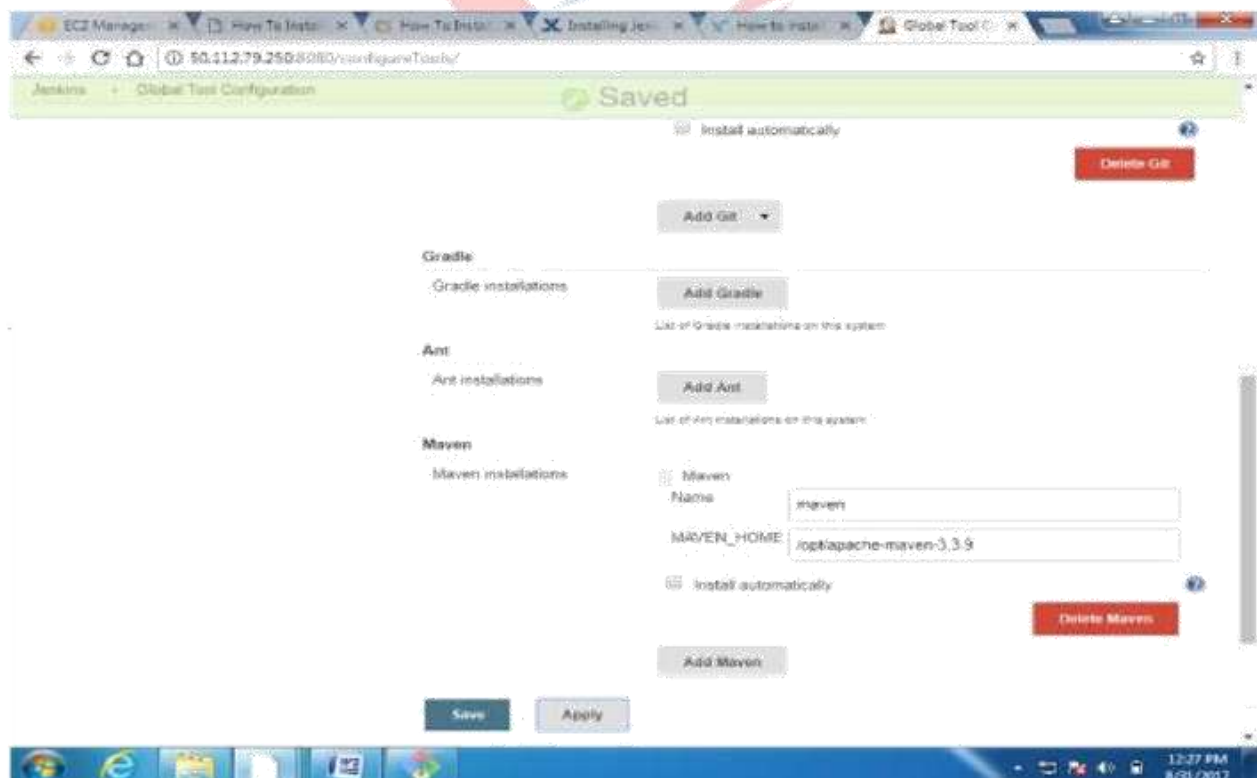 EC2 Manager
How To Install
How To Install
Installing Jen
How to install
Global Tool C
50.112.79.250:8080/configureTools/
Jenkins
Global Tool Configuration
Saved
Install automatically
Delete Git
Add Git
Gradle
Gradle installations
Add Gradle
List of Gradle installations on this system
Ant
Ant installations
Add Ant
List of Ant installations on this system
Maven
Maven installations
Maven
Name
maven
MAVEN_HOME
/opt/apache-maven-3.3.9
Install automatically
Delete Maven
Add Maven
Save
Apply
12:27 PM